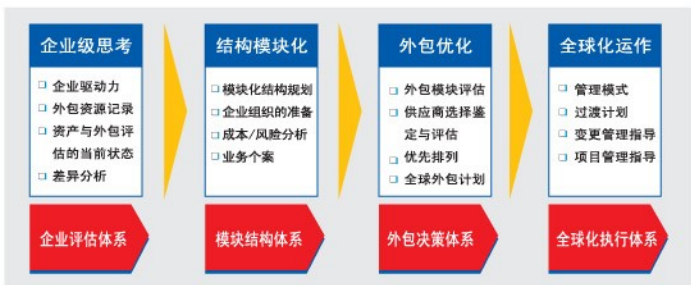 企业级思考
企业驱动力
外包资源记录
资产与外包评
估的当前状态
差异分析
企业评估体系
结构模块化
模块化结构规划
企业组织的准备
成本/风险分析
业务个案
模块结构体系
外包优化
外包模块评估
供应商选择鉴
定与评估
优先排列
全球外包计划
外包决策体系
全球化运作
管理模式
过渡计划
变更管理指导
项目管理指导
全球化执行体系